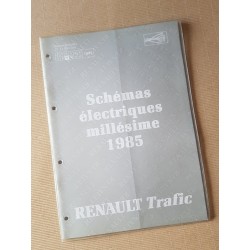 Schémas
électriques
millésime
1985
RENAULT Trafic